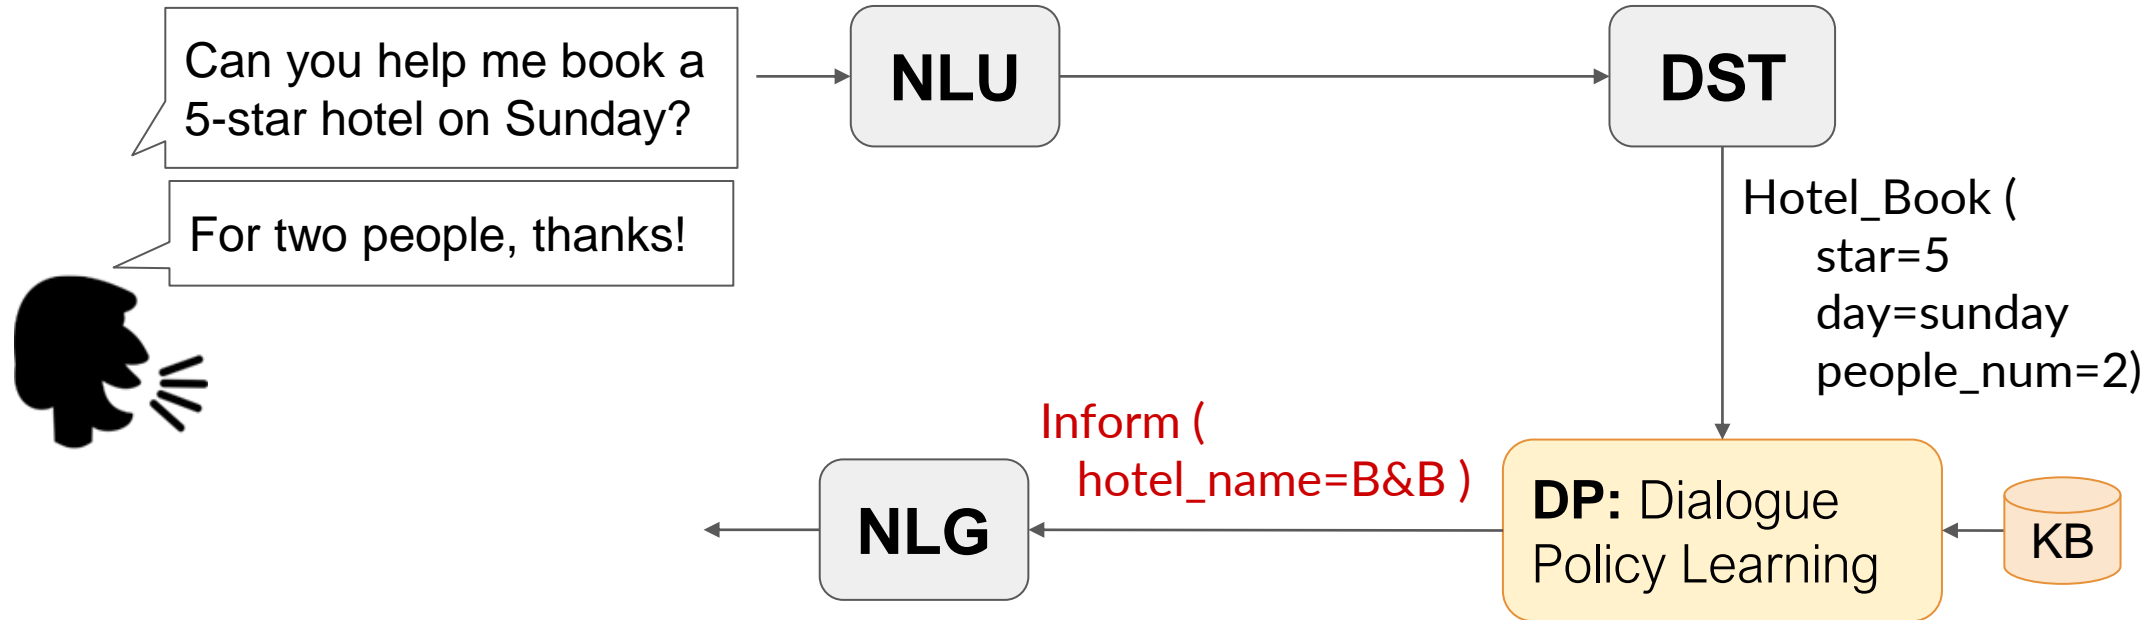 Can you help me book a
5-star hotel on Sunday?
For two people, thanks!
NLU
DST
Hotel_Book (
star=5
day=sunday
people_num=2)
DP: Dialogue
Policy Learning
KB
Inform (
hotel_name=B&B )
NLG